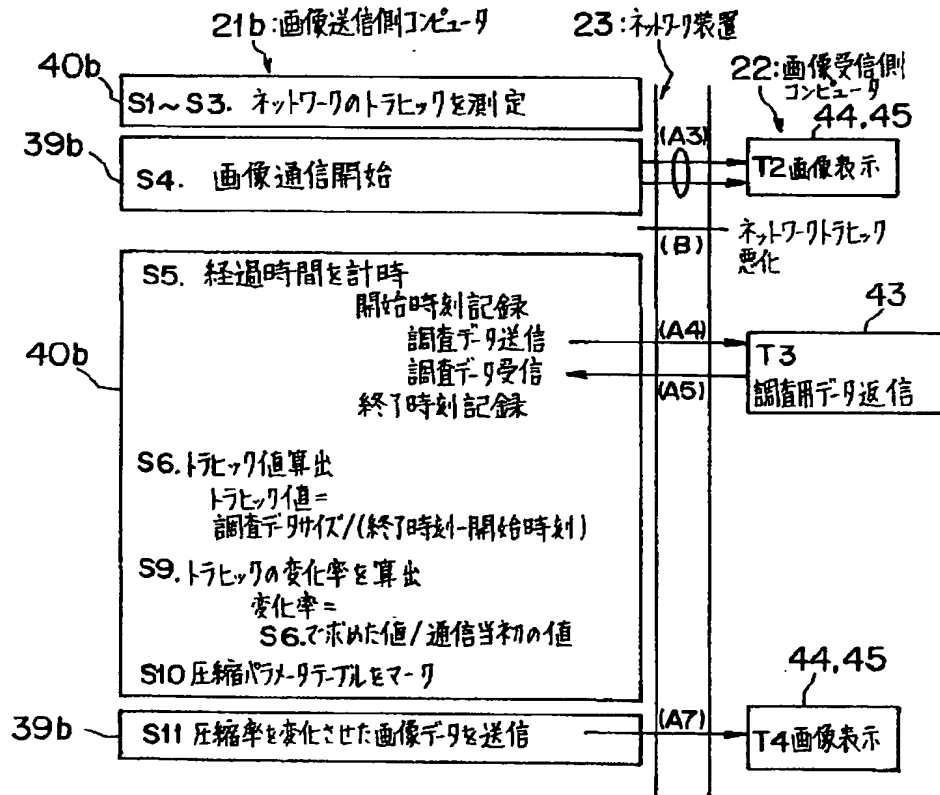 21b:画像送信側コンピュータ
23:ネットワーク装置
22:画像受信側
コンピュータ
40b
S1~S3. ネットワークのトラヒックを測定
39b
S4. 画像通信開始
(A3)
44,45
T2画像表示
(B)
ネットワークトラヒック
悪化
40b
S5. 経過時間を計時
開始時刻記録
調査データ送信
調査データ受信
終了時刻記録
(A4)
(A5)
43
T3
調査用データ返信
S6.トラヒック値算出
トラヒック値=
調査データサイズ/(終了時刻-開始時刻)
S9.トラヒックの変化率を算出
変化率=
S6.で求めた値/通信当初の値
S10圧縮パラメータテーブルをマーク
39b
S11圧縮率を変化させた画像データを送信
(A7)
44,45
T4画像表示